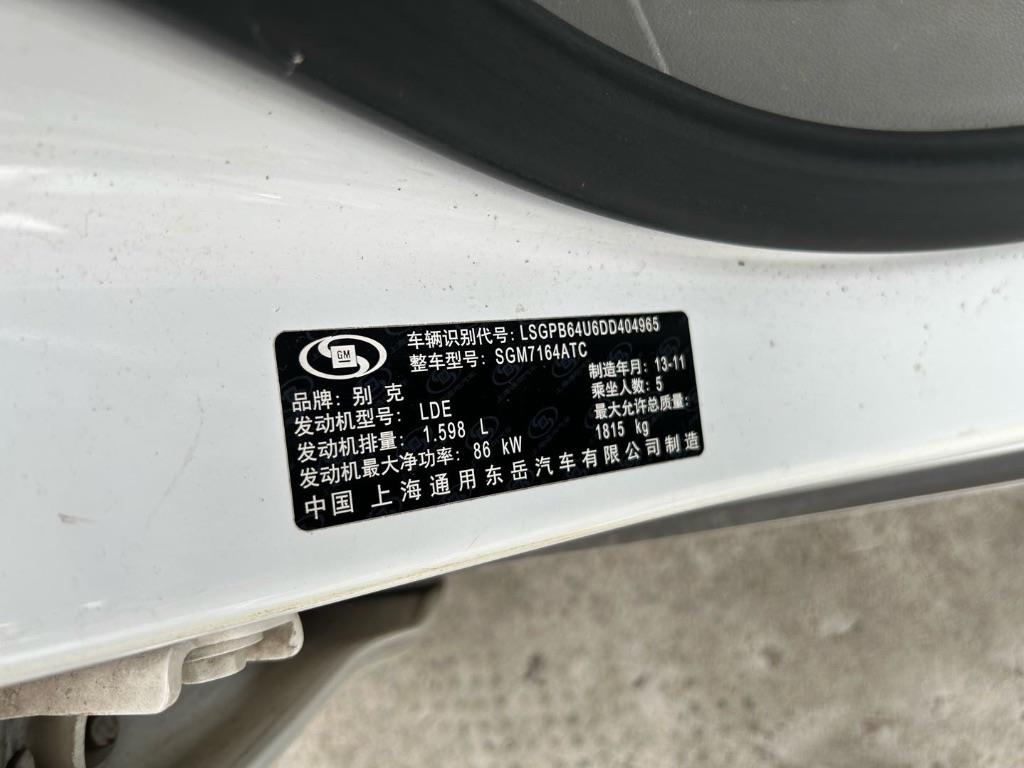 GM
车辆识别代号: LSGPB64U6DD404965
整车型号: SGM7164ATC
品牌: 别 克
制造年月: 13-11
发动机型号: LDE
乘坐人数: 5
发动机排量: 1.598 L
最大允许总质量:
1815 kg
发动机最大净功率: 86 kW
中国 上海通用东岳汽车有限公司制造